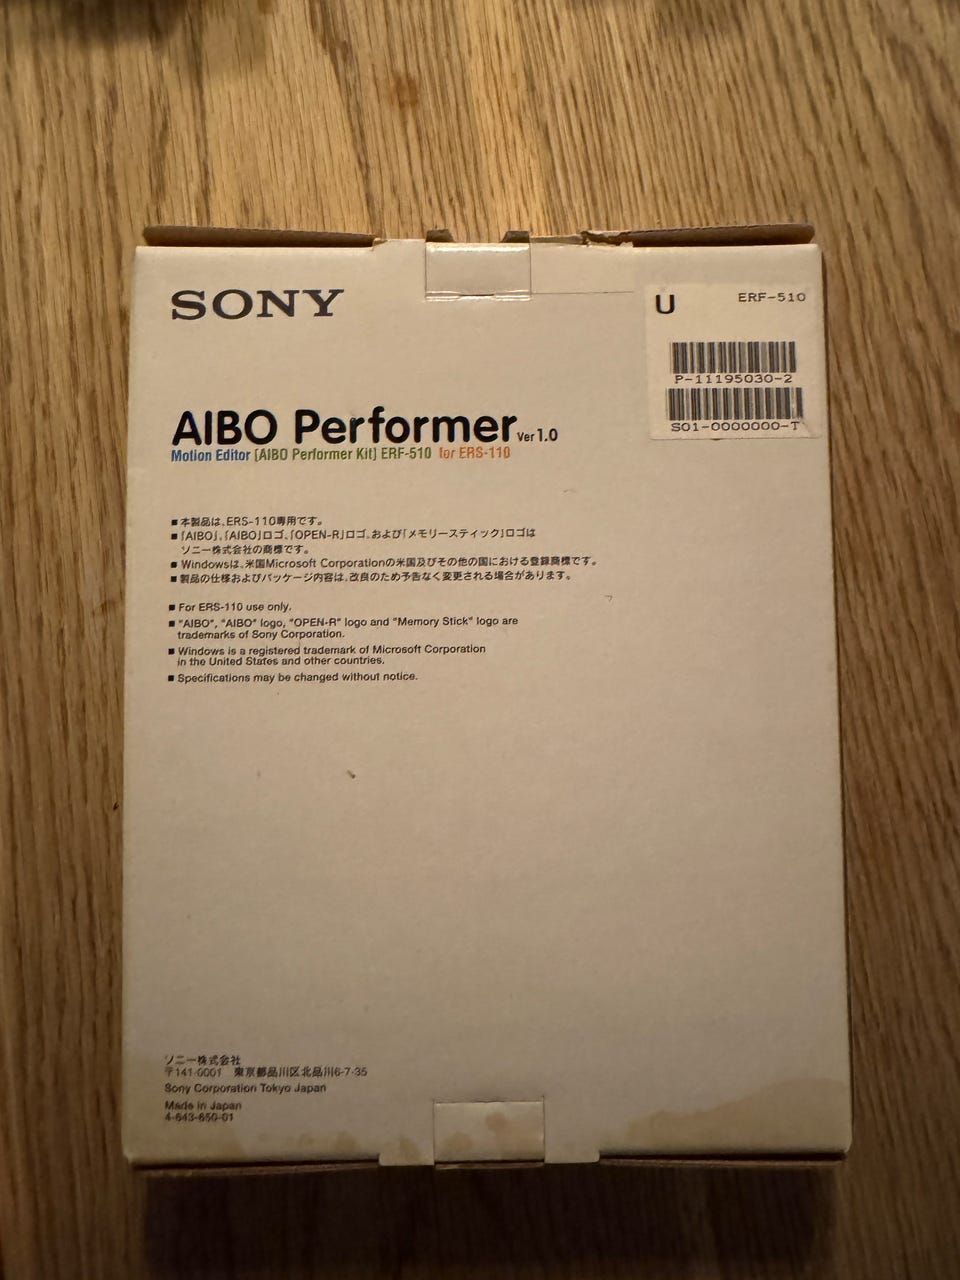 SONY
U
ERF-510
P-11195030-2
S01-0000000-T
AIBO Performer Ver 1.0
Motion Editor [AIBO Performer Kit] ERF-510 for ERS-110
■ 本製品は、ERS-110専用です。
■ 「AIBO」、「AIBO」ロゴ、「OPEN-R」ロゴ、および「メモリースティック」ロゴは
ソニー株式会社の商標です。
■ Windowsは、米国Microsoft Corporationの米国及びその他の国における登録商標です。
■ 製品の仕様およびパッケージ内容は、改良のため予告なく変更される場合があります。
■ For ERS-110 use only.
■ "AIBO", "AIBO" logo, "OPEN-R" logo and "Memory Stick" logo are
trademarks of Sony Corporation.
■ Windows is a registered trademark of Microsoft Corporation
in the United States and other countries.
■ Specifications may be changed without notice.
ソニー株式会社
〒141-0001 東京都品川区北品川6-7-35
Sony Corporation Tokyo Japan
Made in Japan
4-643-650-01